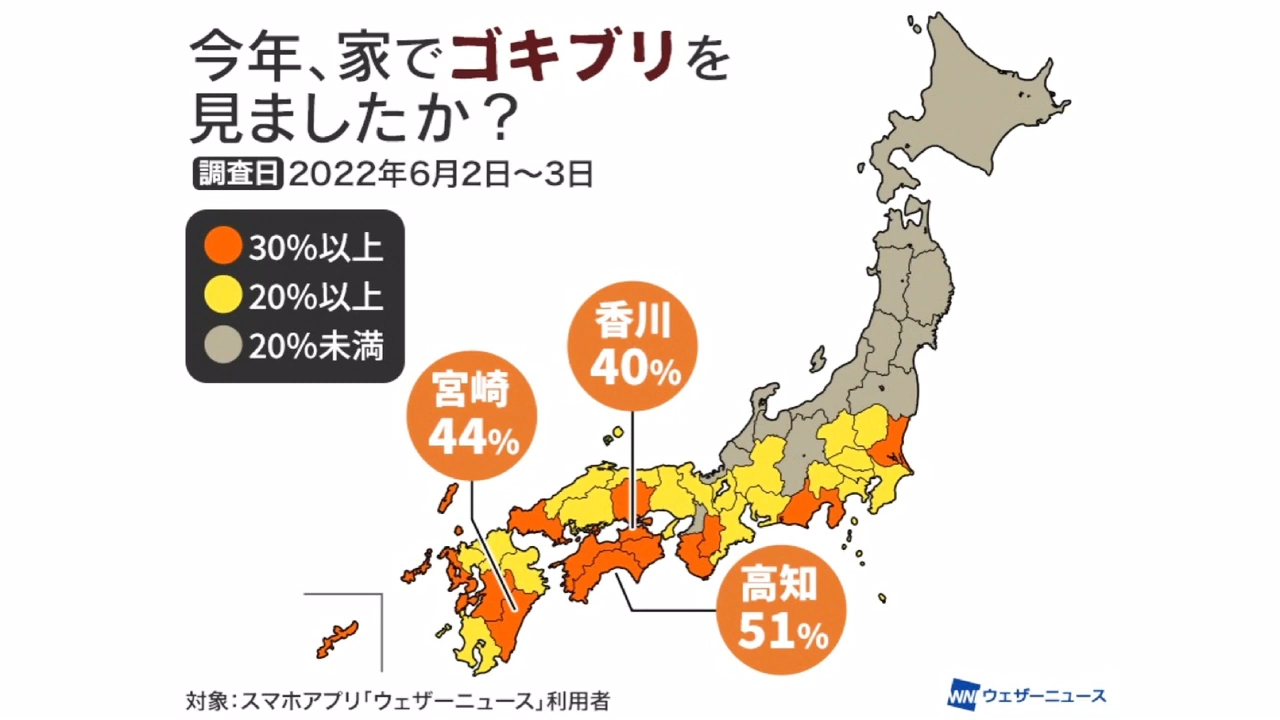 今年、家でゴキブリを
見ましたか？
調査日 2022年6月2日〜3日
30%以上
20%以上
20%未満
香川
40%
宮崎
44%
高知
51%
対象：スマホアプリ「ウェザーニュース」利用者
WN ウェザーニュース